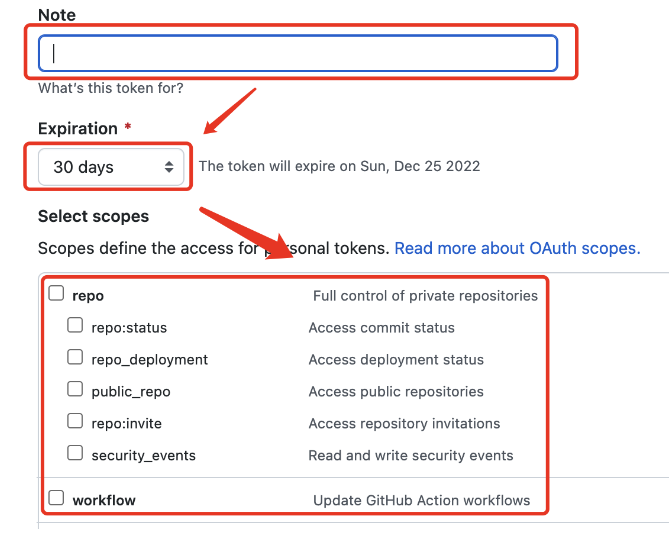 Note
What's this token for?
Expiration *
30 days The token will expire on Sun, Dec 25 2022
Select scopes
Scopes define the access for personal tokens. Read more about OAuth scopes.
repo Full control of private repositories
repo:status Access commit status
repo_deployment Access deployment status
public_repo Access public repositories
repo:invite Access repository invitations
security_events Read and write security events
workflow Update GitHub Action workflows